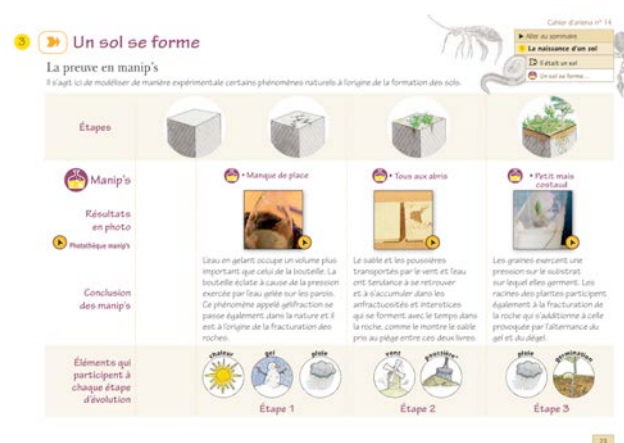 Cahier d'ariena n° 14
Aller au sommaire
La naissance d'un sol
Il était un sol
Un sol se forme...
3
Un sol se forme
La preuve en manip's
Il s'agit ici de modéliser de manière expérimentale certains phénomènes naturels à l'origine de la formation des sols.
Étapes
Manip's
• Manque de place
• Tous aux abris
• Petit mais
costaud
Résultats
en photo
Photothèque manip's
Conclusion
des manip's
L'eau en gelant occupe un volume plus
important que celui de la bouteille. La
bouteille éclate à cause de la pression
exercée par l'eau gelée sur les parois.
Ce phénomène appelé gélifraction se
passe également dans la nature et il
est à l'origine de la fracturation des
roches.
Le sable et les poussières
transportés par le vent et l'eau
ont tendance à se retrouver
et à s'accumuler dans les
anfractuosités et interstices
qui se forment avec le temps dans
la roche, comme le montre le sable
pris au piège entre ces deux livres.
Les graines exercent une
pression sur le substrat
sur lequel elles germent. Les
racines des plantes participent
également à la fracturation de
la roche qui s'additionne à celle
provoquée par l'alternance du
gel et du dégel.
Éléments qui
participent à
chaque étape
d'évolution
chaleur
gel
pluie
vent
poussière*
pluie
germination
Étape 1
Étape 2
Étape 3
23